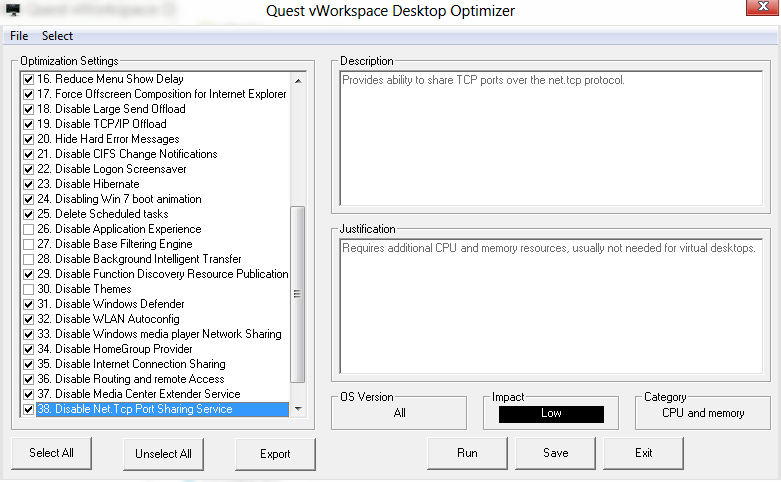 Quest vWorkspace Desktop Optimizer
File Select
Optimization Settings
16. Reduce Menu Show Delay
17. Force Offscreen Composition for Internet Explorer
18. Disable Large Send Offload
19. Disable TCP/IP Offload
20. Hide Hard Error Messages
21. Disable CIFS Change Notifications
22. Disable Logon Screensaver
23. Disable Hibernate
24. Disabling Win 7 boot animation
25. Delete Scheduled tasks
26. Disable Application Experience
27. Disable Base Filtering Engine
28. Disable Background Intelligent Transfer
29. Disable Function Discovery Resource Publication
30. Disable Themes
31. Disable Windows Defender
32. Disable WLAN Autoconfig
33. Disable Windows media player Network Sharing
34. Disable HomeGroup Provider
35. Disable Internet Connection Sharing
36. Disable Routing and remote Access
37. Disable Media Center Extender Service
38. Disable Net.Tcp Port Sharing Service
Description
Provides ability to share TCP ports over the net.tcp protocol.
Justification
Requires additional CPU and memory resources, usually not needed for virtual desktops.
OS Version
All
Impact
Low
Category
CPU and memory
Select All
Unselect All
Export
Run
Save
Exit